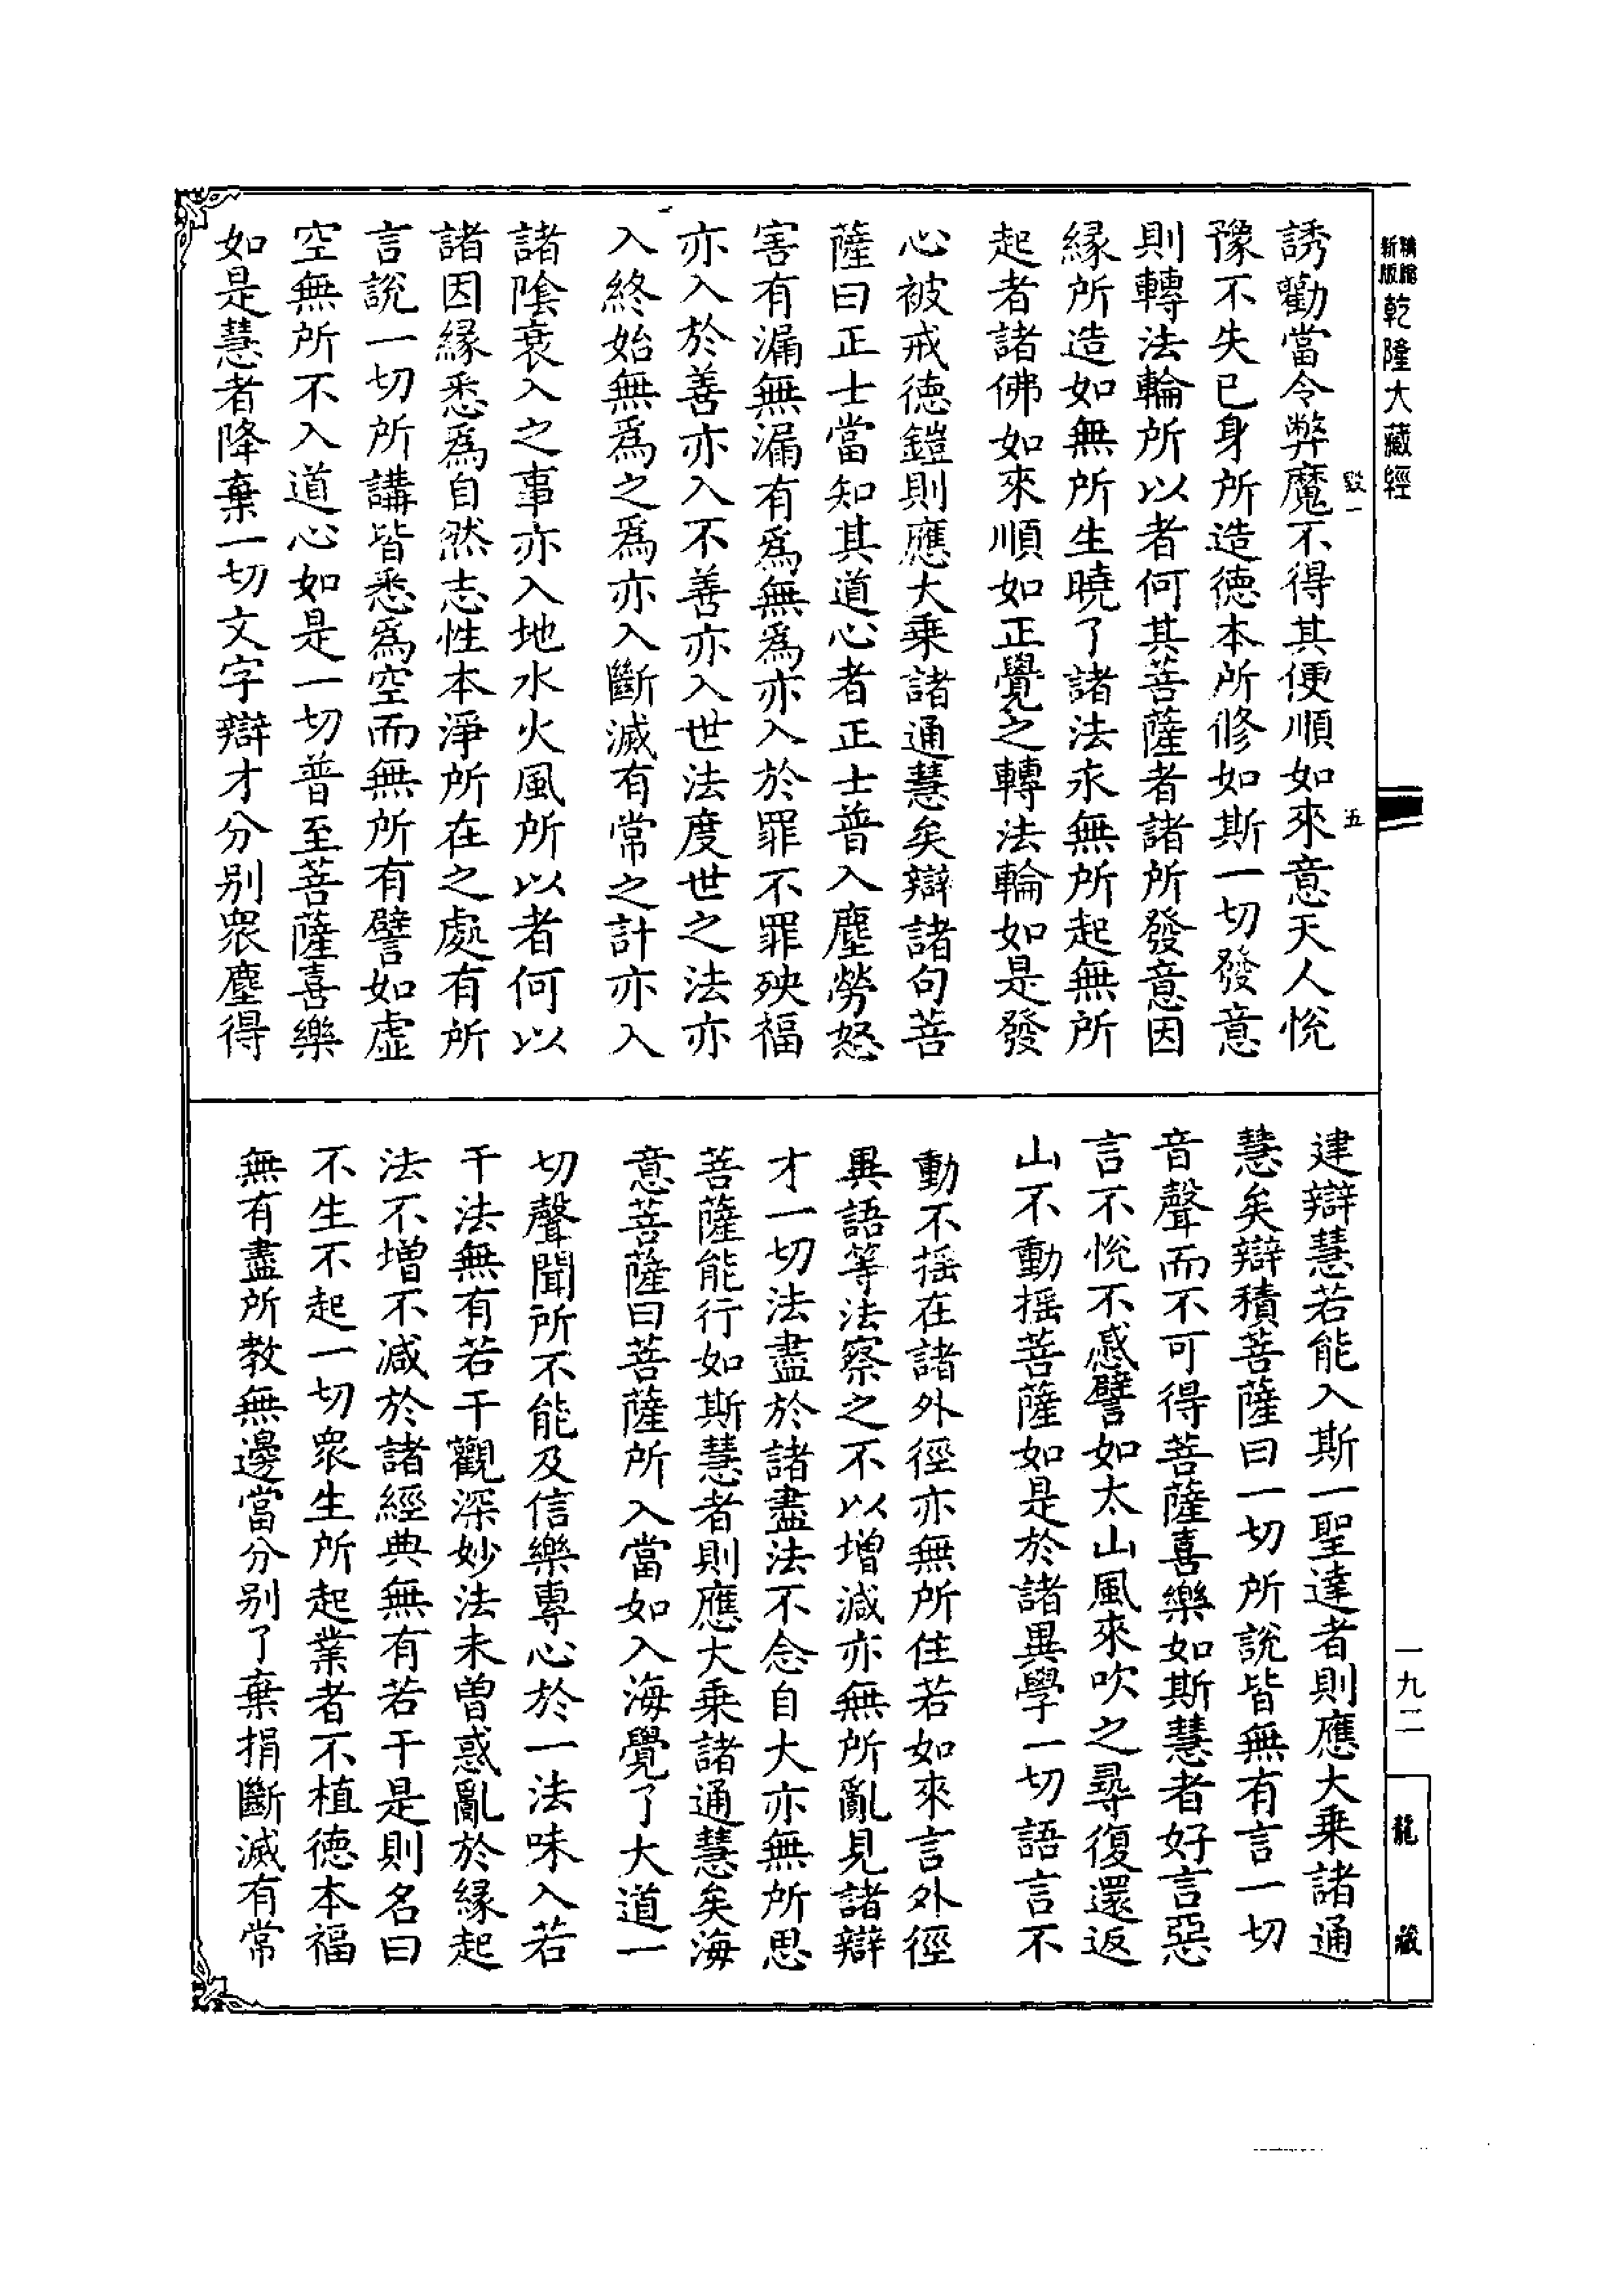 新版
精縮
乾隆大藏經
毀一
五
誘勸當令弊魔不得其便順如來意天人悅
豫不失已身所造德本所修如斯一切發意
則轉法輪所以者何其菩薩者諸所發意因
緣所造如無所生曉了諸法永無所起無所
起者諸佛如來順如正覺之轉法輪如是發
心被戒德鎧則應大乘諸通慧矣辯諸句菩
薩曰正士當知其道心者正士普入塵勞怒
害有漏無漏有爲無爲亦入於罪不罪殃福
亦入於善亦入不善亦入世法度世之法亦
入終始無爲之爲亦入斷滅有常之計亦入
諸陰衰入之事亦入地水火風所以者何以
諸因緣悉爲自然志性本淨所在之處有所
言說一切所講皆悉爲空而無所有譬如虛
空無所不入道心如是一切普至菩薩喜樂
如是慧者降棄一切文字辯才分别衆塵得
建辯慧若能入斯一聖達者則應大乘諸通
慧矣辯積菩薩曰一切所說皆無有言一切
音聲而不可得菩薩喜樂如斯慧者好言惡
言不悅不慼譬如太山風來吹之尋復還返
山不動搖菩薩如是於諸異學一切語言不
動不搖在諸外徑亦無所住若如來言外徑
異語等法察之不以增減亦無所亂見諸辯
才一切法盡於諸盡法不念自大亦無所思
菩薩能行如斯慧者則應大乘諸通慧矣海
意菩薩曰菩薩所入當如入海覺了大道一
切聲聞所不能及信樂專心於一法味入若
干法無有若干觀深妙法未曾惑亂於緣起
法不增不減於諸經典無有若干是則名曰
不生不起一切衆生所起業者不植德本福
無有盡所教無邊當分别了棄捐斷滅有常
一九二
龍藏